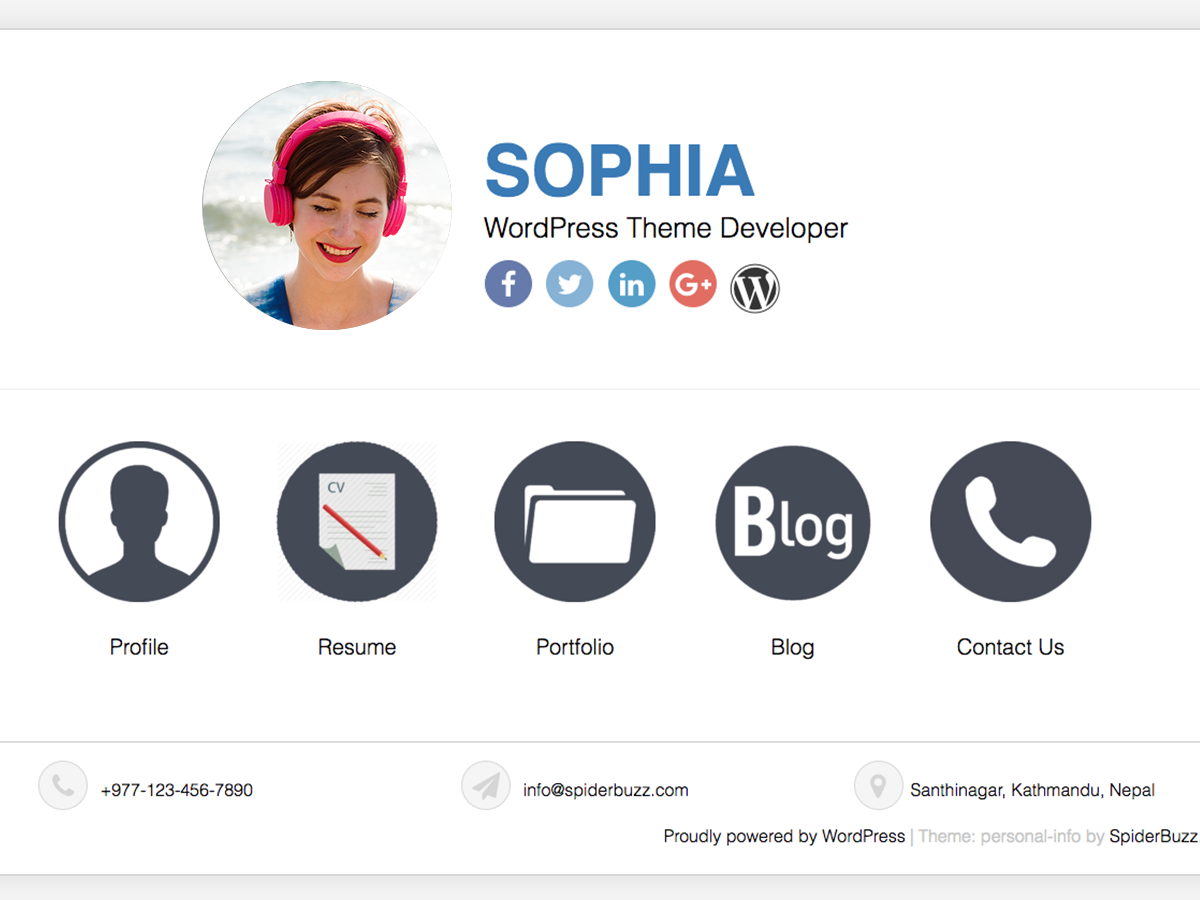 SOPHIA
WordPress Theme Developer
f in G+ W
CV
Blog
Profile Resume Portfolio Blog Contact Us
+977-123-456-7890 info@spiderbuzz.com Santhinagar, Kathmandu, Nepal
Proudly powered by WordPress | Theme: personal-info by SpiderBuzz